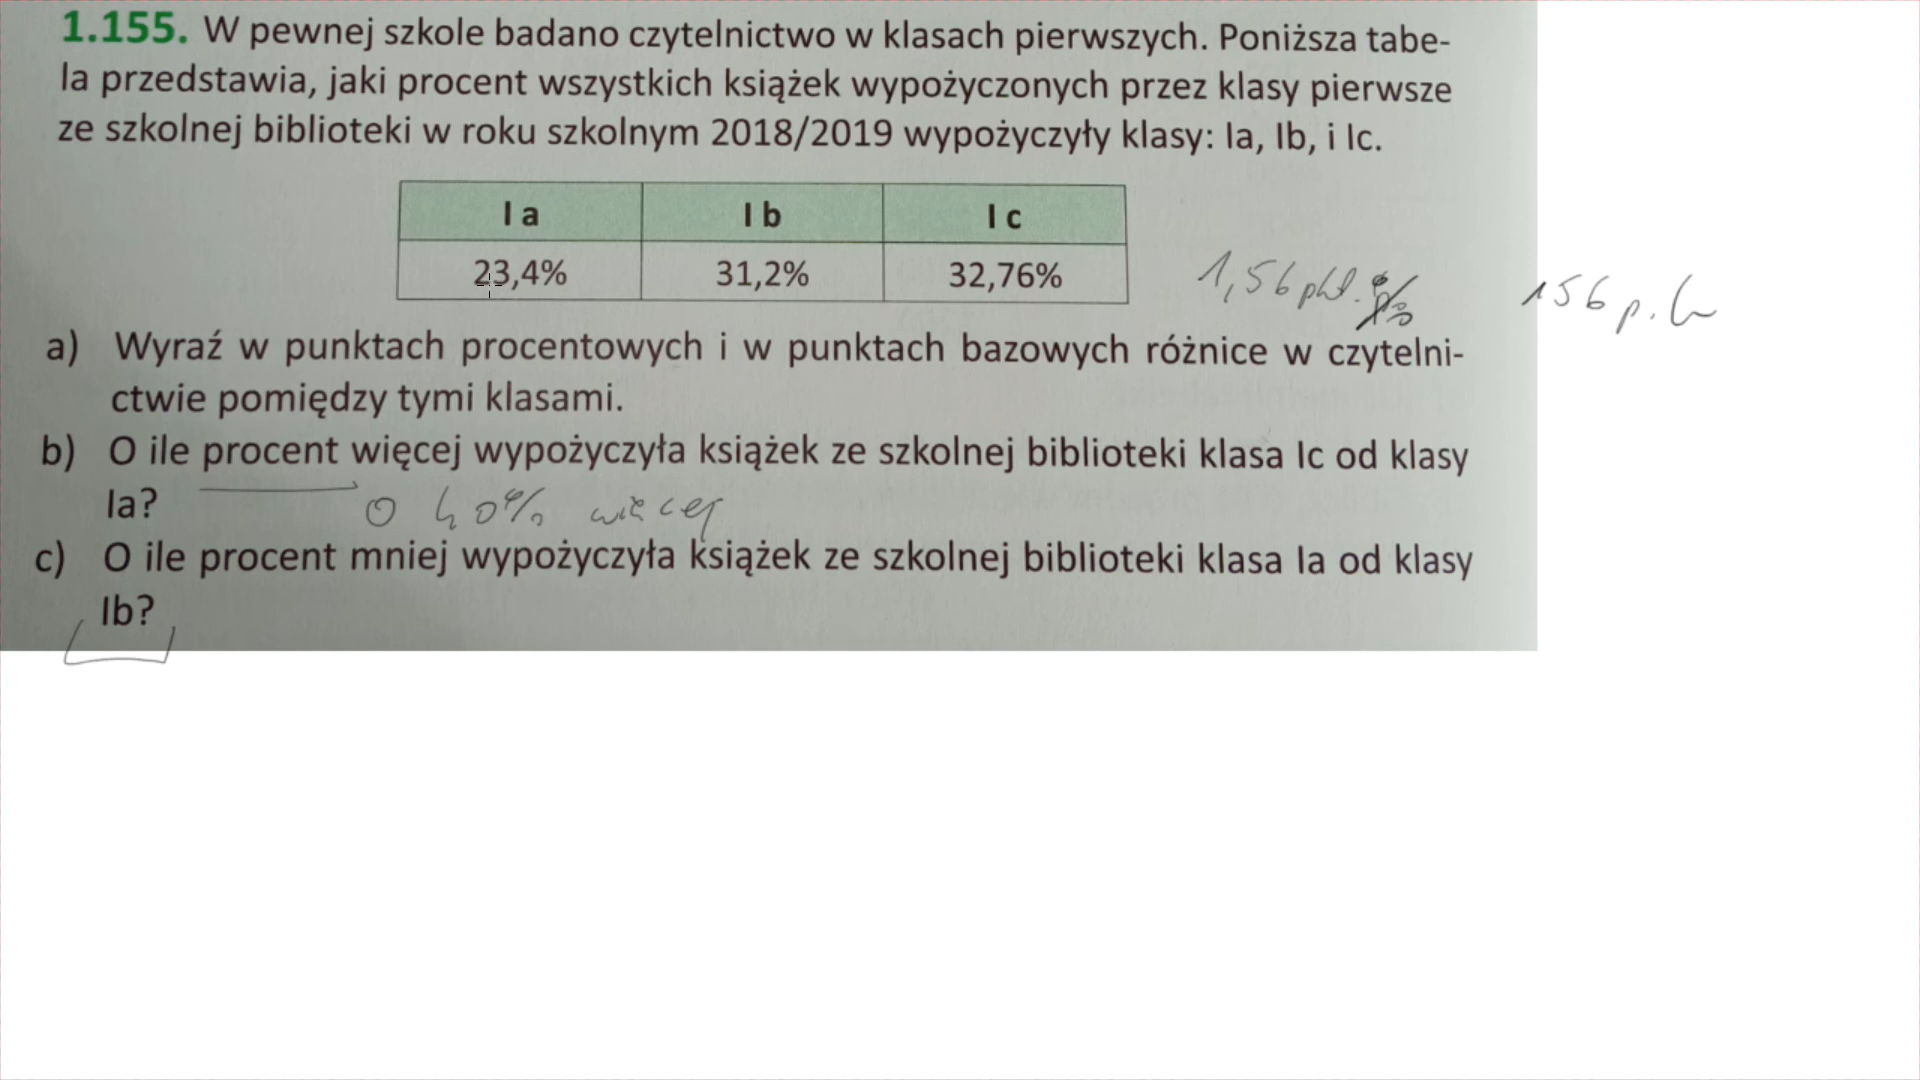 1.155. W pewnej szkole badano czytelnictwo w klasach pierwszych. Poniższa tabe-
la przedstawia, jaki procent wszystkich książek wypożyczonych przez klasy pierwsze
ze szkolnej biblioteki w roku szkolnym 2018/2019 wypożyczyły klasy: Ia, Ib, i Ic.
I a I b I c
23,4% 31,2% 32,76%
1,56 pkt. 156 p.b
a) Wyraź w punktach procentowych i w punktach bazowych różnice w czytelni-
ctwie pomiędzy tymi klasami.
b) O ile procent więcej wypożyczyła książek ze szkolnej biblioteki klasa Ic od klasy
Ia? O 40% więcej
c) O ile procent mniej wypożyczyła książek ze szkolnej biblioteki klasa Ia od klasy
Ib?